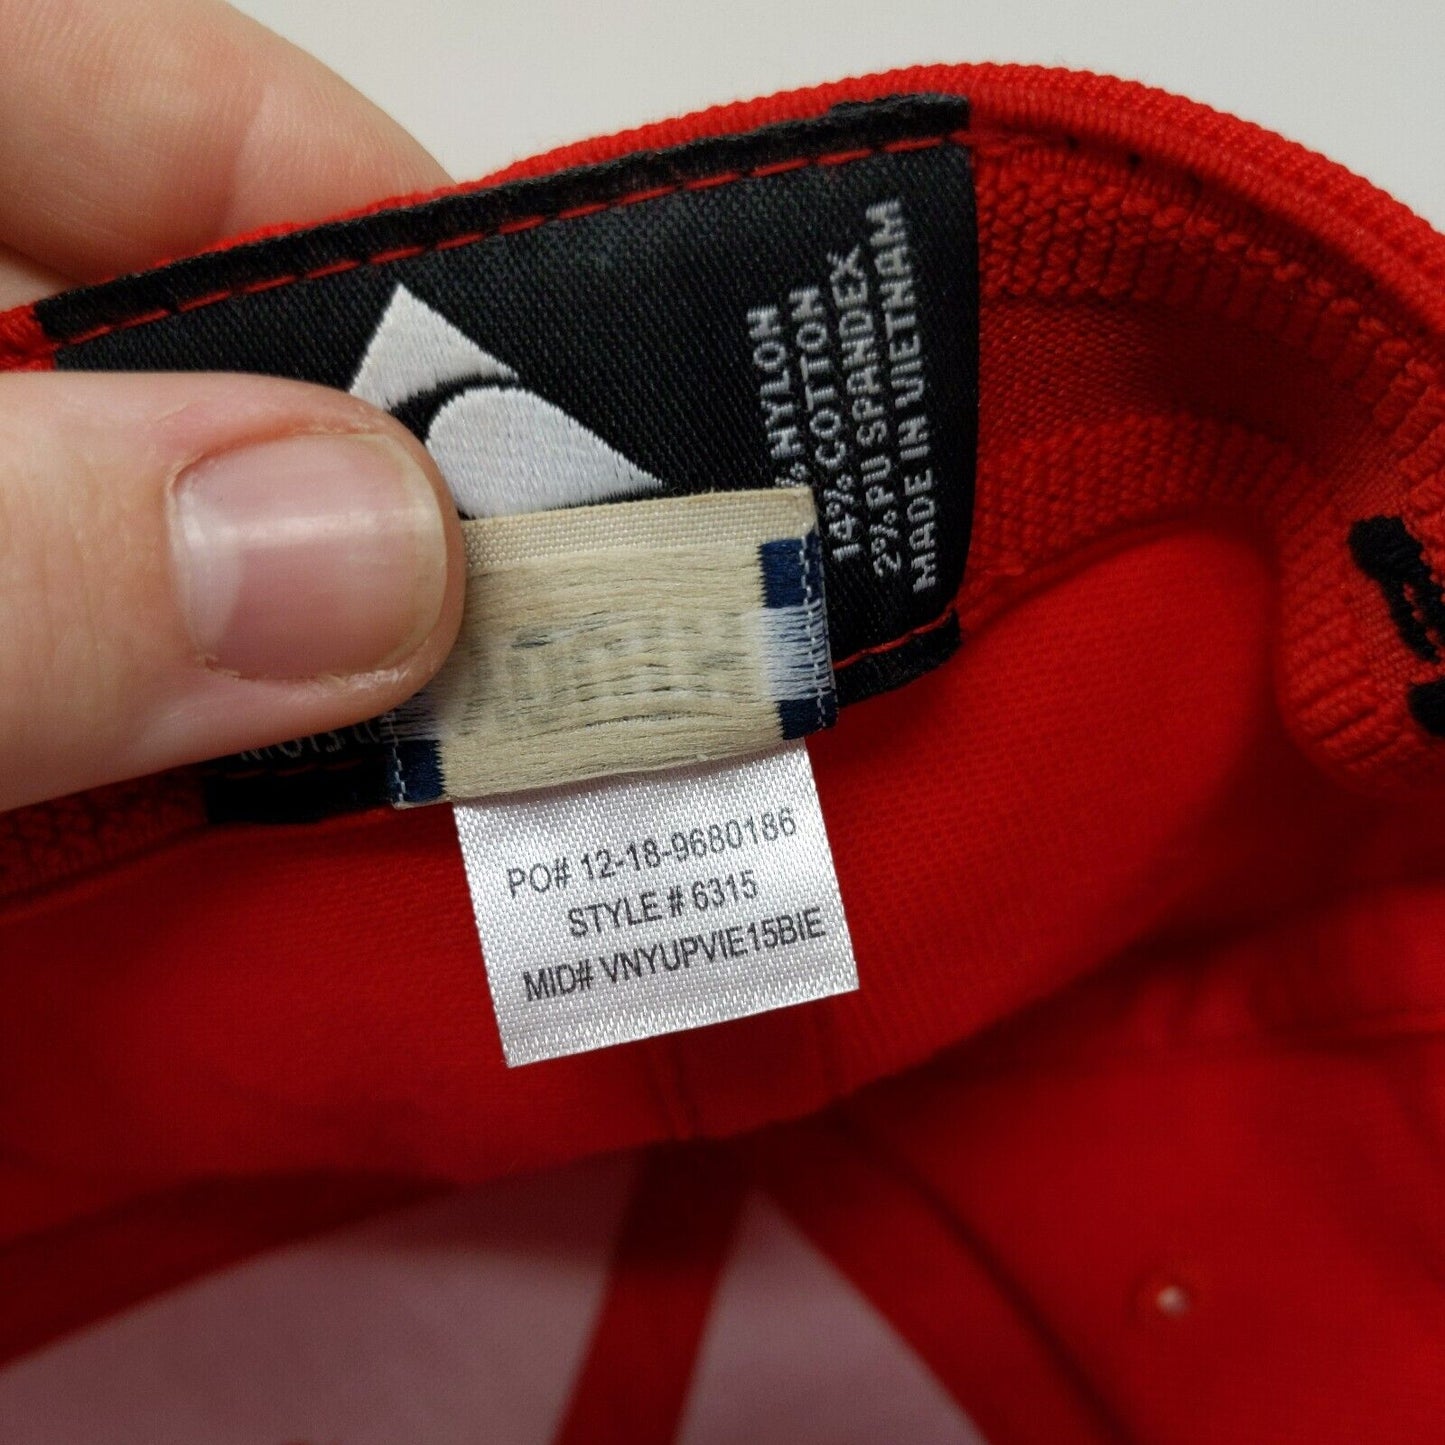 % NYLON
14% COTTON
2% PU SPANDEX
MADE IN VIETNAM
PO# 12-18-9680186
STYLE # 6315
MID# VNYUPVIE15BIE